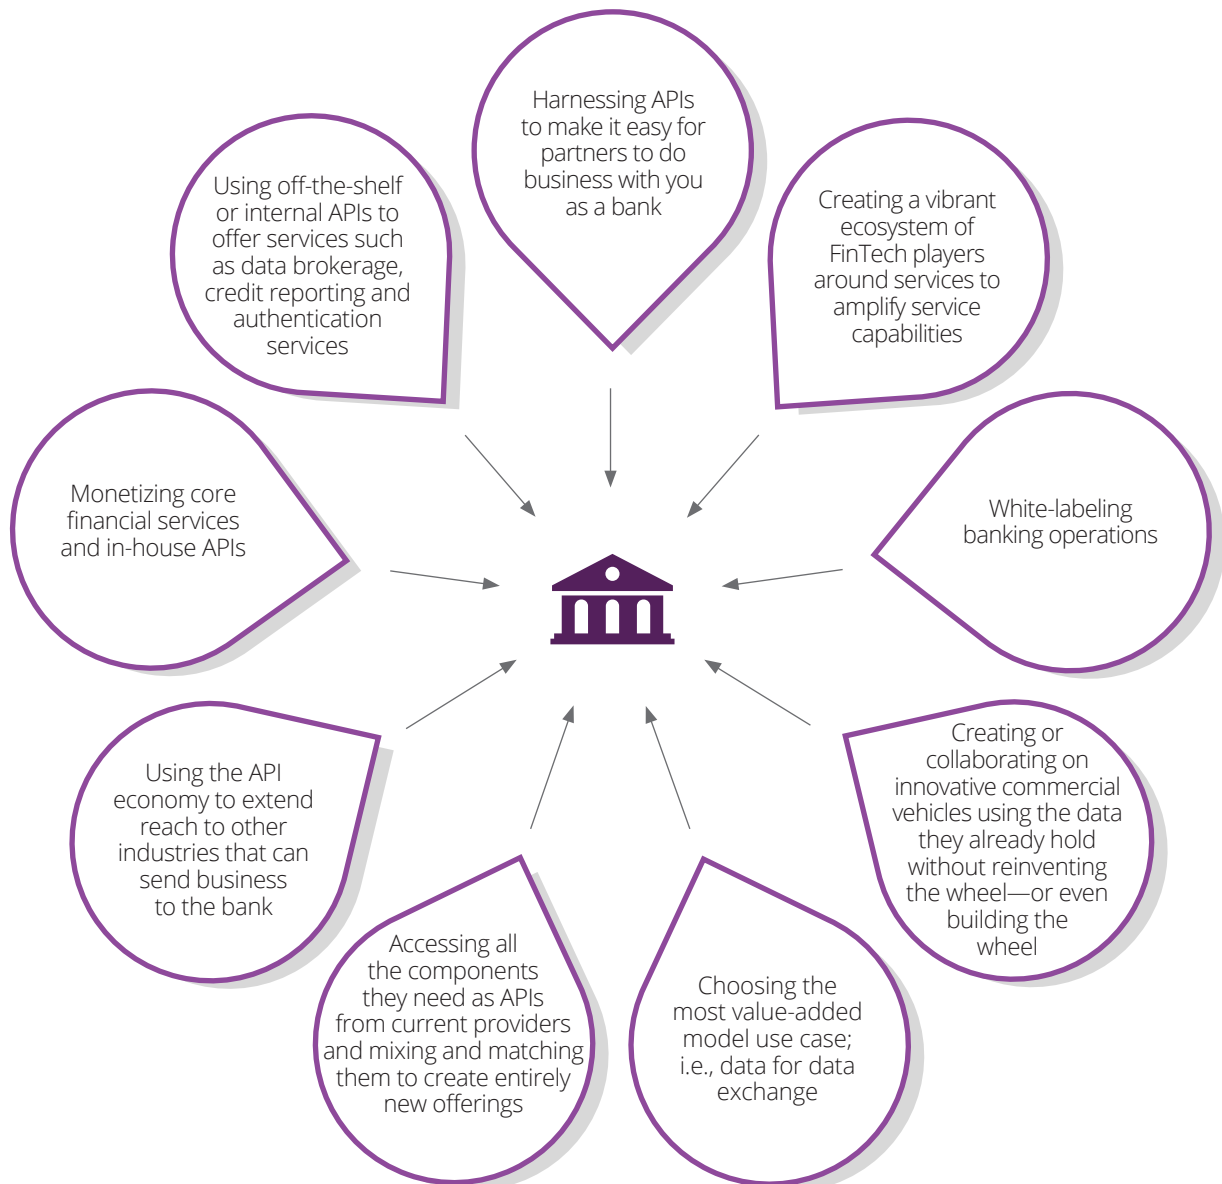 Harnessing APIs
to make it easy for
partners to do
business with you
as a bank
Creating a vibrant
ecosystem of
FinTech players
around services to
amplify service
capabilities
White-labeling
banking operations
Creating or
collaborating on
innovative commercial
vehicles using the data
they already hold
without reinventing
the wheel—or even
building the
wheel
Choosing the
most value-added
model use case;
i.e., data for data
exchange
Accessing all
the components
they need as APIs
from current providers
and mixing and matching
them to create entirely
new offerings
Using the API
economy to extend
reach to other
industries that can
send business
to the bank
Monetizing core
financial services
and in-house APIs
Using off-the-shelf
or internal APIs to
offer services such
as data brokerage,
credit reporting and
authentication
services